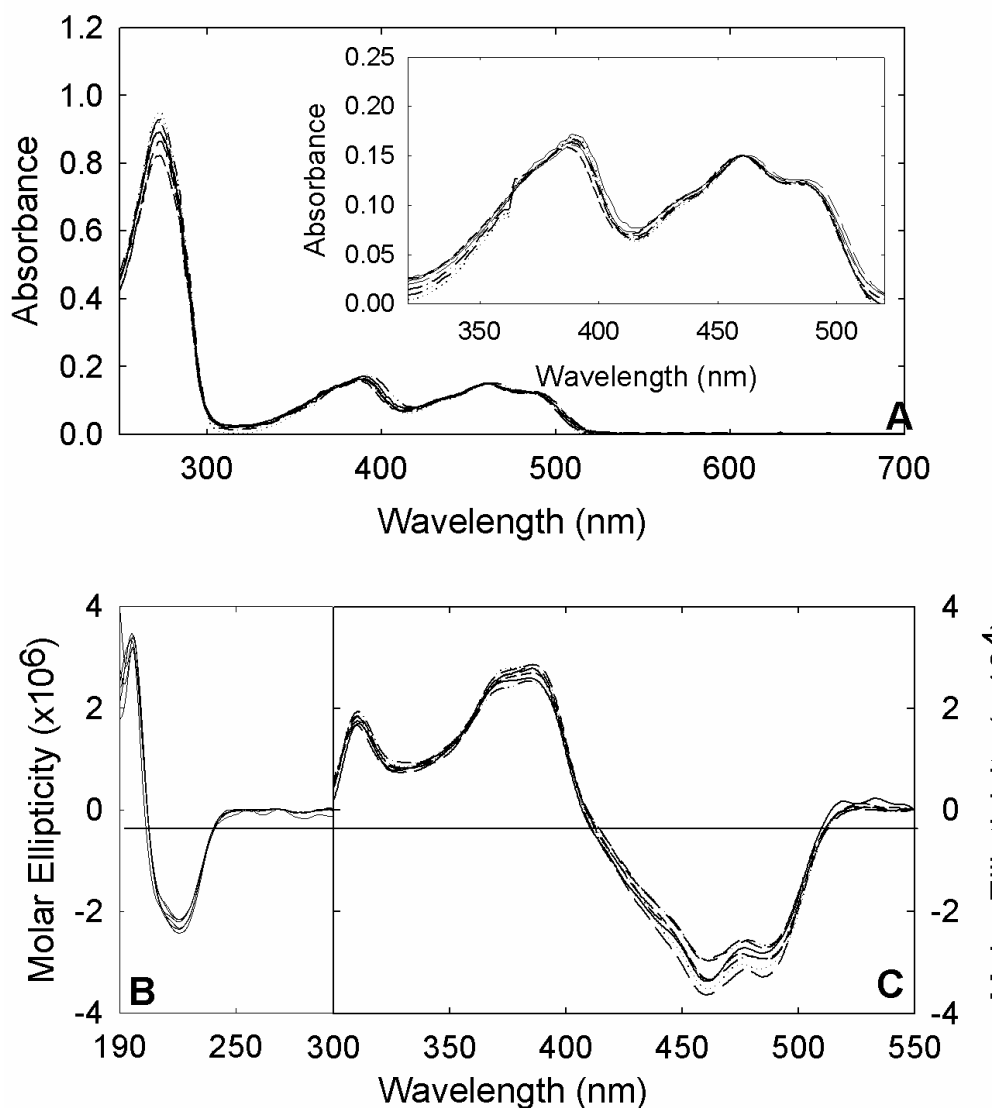 1.2
1.0
0.8
0.6
0.4
0.2
0.0
Absorbance
300 400 500 600 700
Wavelength (nm)
A
0.25
0.20
0.15
0.10
0.05
0.00
Absorbance
350 400 450 500
Wavelength (nm)
4
2
0
-2
-4
Molar Ellipticity (x10⁶)
B
C
4
2
0
-2
-4
190 250 300 350 400 450 500 550
Wavelength (nm)